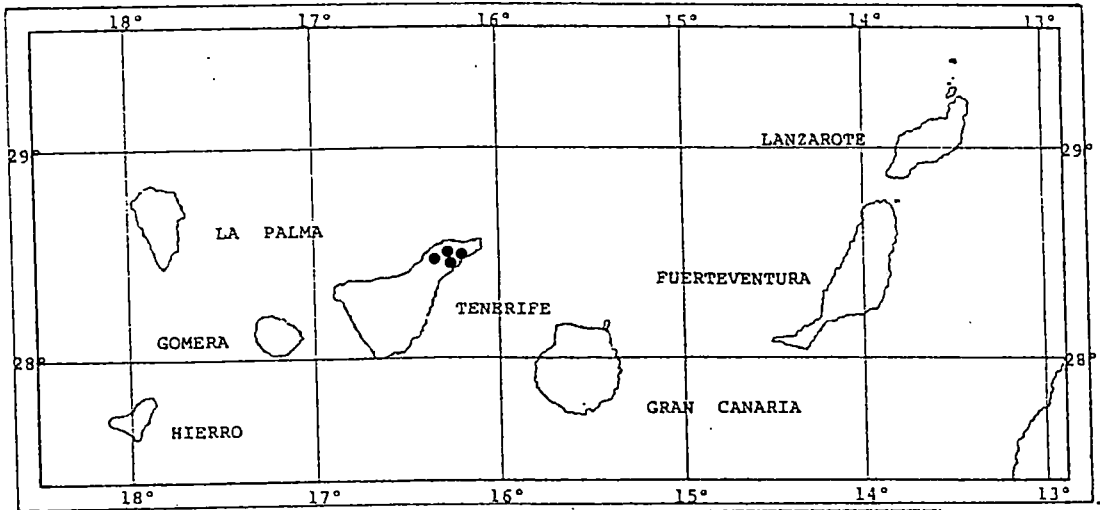 18° 17° 16° 15° 14° 13°
LANZAROTE
29° 29°
LA PALMA
FUERTEVENTURA
TENERIFE
GOMERA
28° 28°
GRAN CANARIA
HIERRO
18° 17° 16° 15° 14° 13°